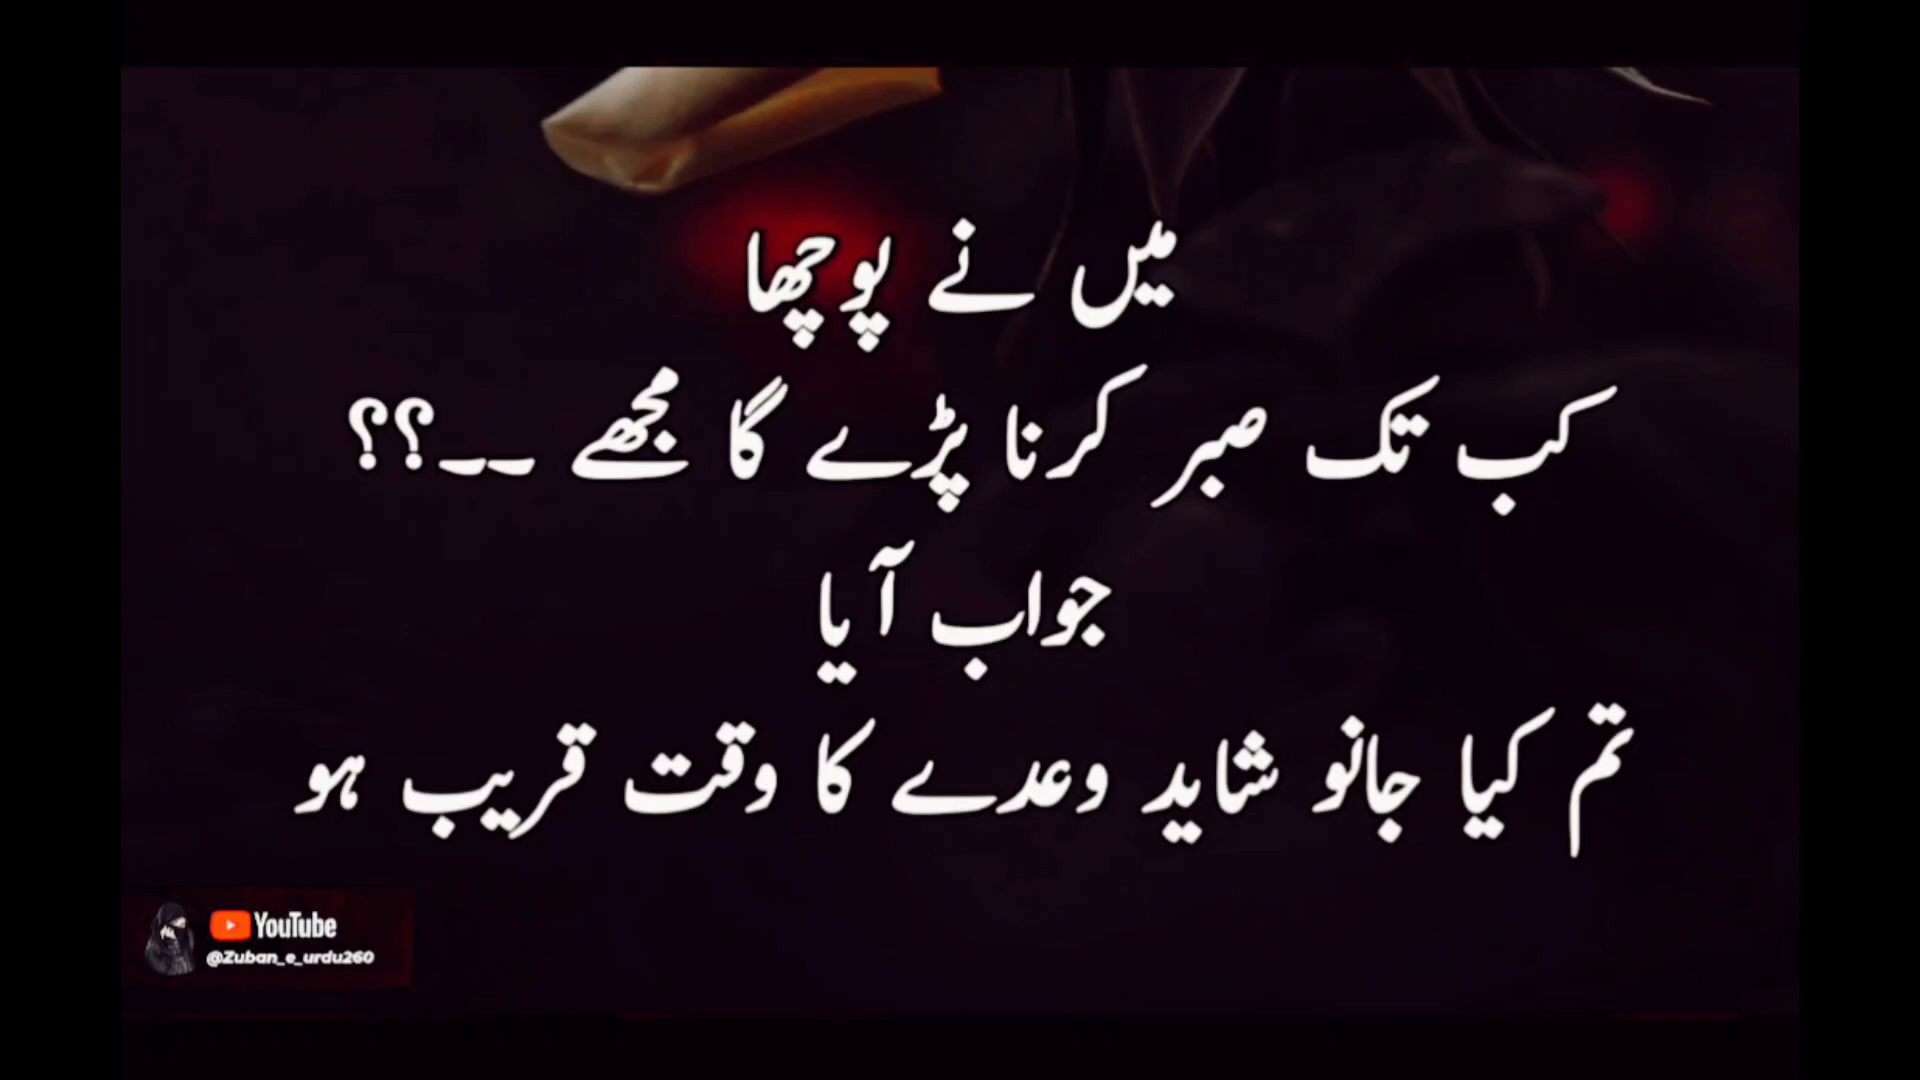 میں نے پوچھا
کب تک صبر کرنا پڑے گا مجھے ۔۔؟؟
جواب آیا
تم کیا جانو شاید وعدے کا وقت قریب ہو
YouTube
@Zuban_e_urdu260